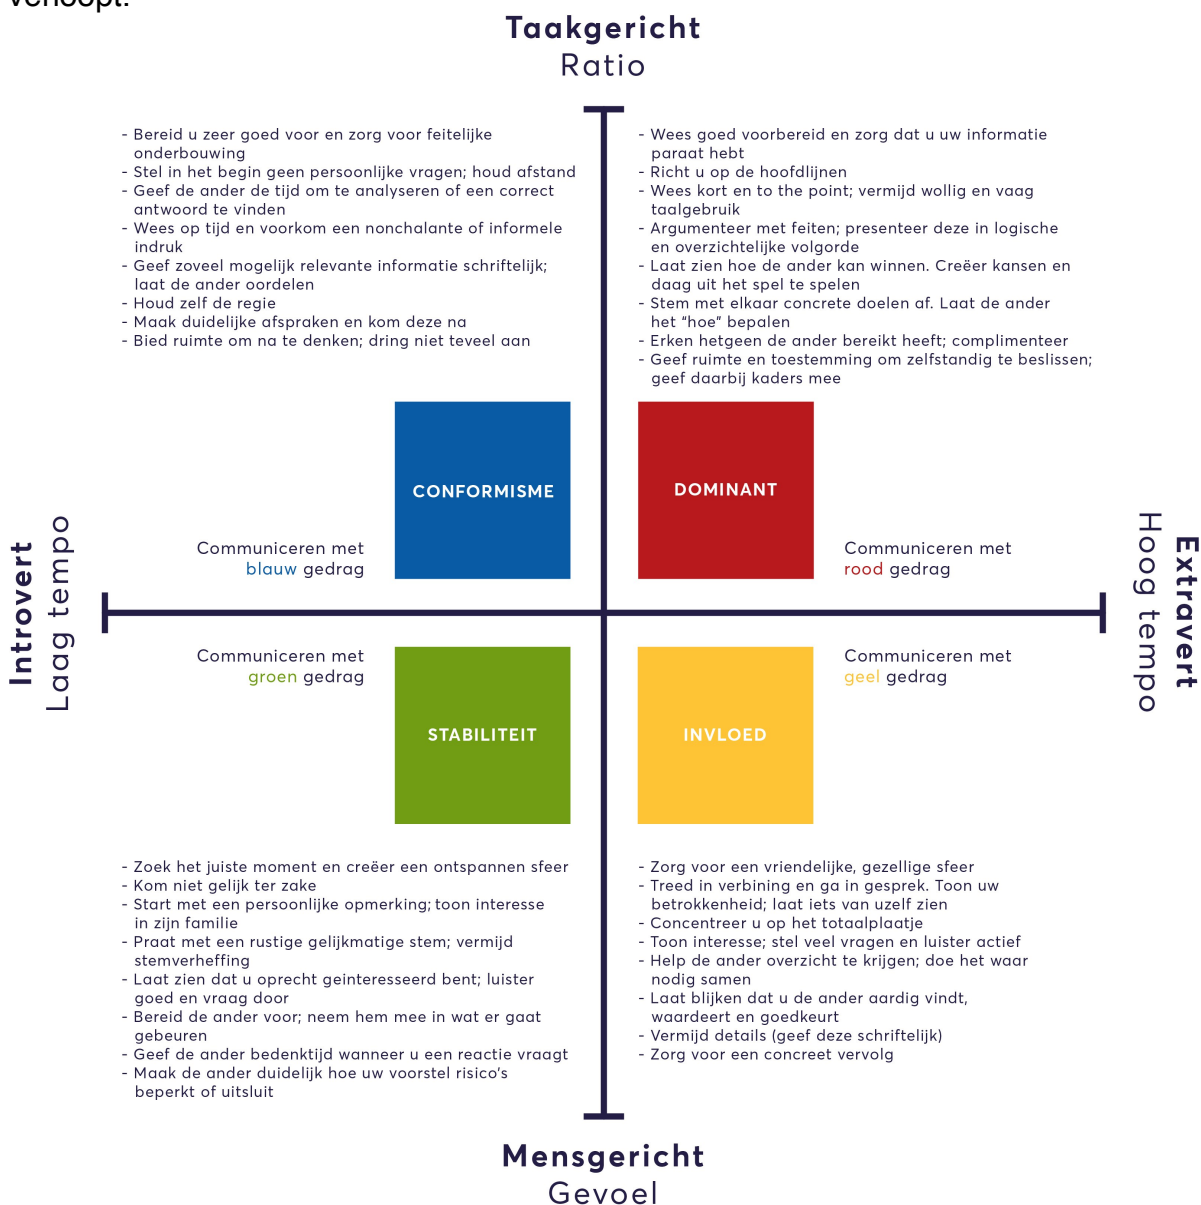 verloopt.
Taakgericht
Ratio
- Bereid u zeer goed voor en zorg voor feitelijke
onderbouwing
- Stel in het begin geen persoonlijke vragen; houd afstand
- Geef de ander de tijd om te analyseren of een correct
antwoord te vinden
- Wees op tijd en voorkom een nonchalante of informele
indruk
- Geef zoveel mogelijk relevante informatie schriftelijk;
laat de ander oordelen
- Houd zelf de regie
- Maak duidelijke afspraken en kom deze na
- Bied ruimte om na te denken; dring niet teveel aan
- Wees goed voorbereid en zorg dat u uw informatie
paraat hebt
- Richt u op de hoofdlijnen
- Wees kort en to the point; vermijd wollig en vaag
taalgebruik
- Argumenteer met feiten; presenteer deze in logische
en overzichtelijke volgorde
- Laat zien hoe de ander kan winnen. Creëer kansen en
daag uit het spel te spelen
- Stem met elkaar concrete doelen af. Laat de ander
het “hoe” bepalen
- Erken hetgeen de ander bereikt heeft; complimenteer
- Geef ruimte en toestemming om zelfstandig te beslissen;
geef daarbij kaders mee
CONFORMISME
DOMINANT
Communiceren met
blauw gedrag
Communiceren met
rood gedrag
Introvert
Laag tempo
Extravert
Hoog tempo
Communiceren met
groen gedrag
Communiceren met
geel gedrag
STABILITEIT
INVLOED
- Zoek het juiste moment en creëer een ontspannen sfeer
- Kom niet gelijk ter zake
- Start met een persoonlijke opmerking; toon interesse
in zijn familie
- Praat met een rustige gelijkmatige stem; vermijd
stemverheffing
- Laat zien dat u oprecht geinteresseerd bent; luister
goed en vraag door
- Bereid de ander voor; neem hem mee in wat er gaat
gebeuren
- Geef de ander bedenktijd wanneer u een reactie vraagt
- Maak de ander duidelijk hoe uw voorstel risico’s
beperkt of uitsluit
- Zorg voor een vriendelijke, gezellige sfeer
- Treed in verbining en ga in gesprek. Toon uw
betrokkenheid; laat iets van uzelf zien
- Concentreer u op het totaalplaatje
- Toon interesse; stel veel vragen en luister actief
- Help de ander overzicht te krijgen; doe het waar
nodig samen
- Laat blijken dat u de ander aardig vindt,
waardeert en goedkeurt
- Vermijd details (geef deze schriftelijk)
- Zorg voor een concreet vervolg
Mensgericht
Gevoel